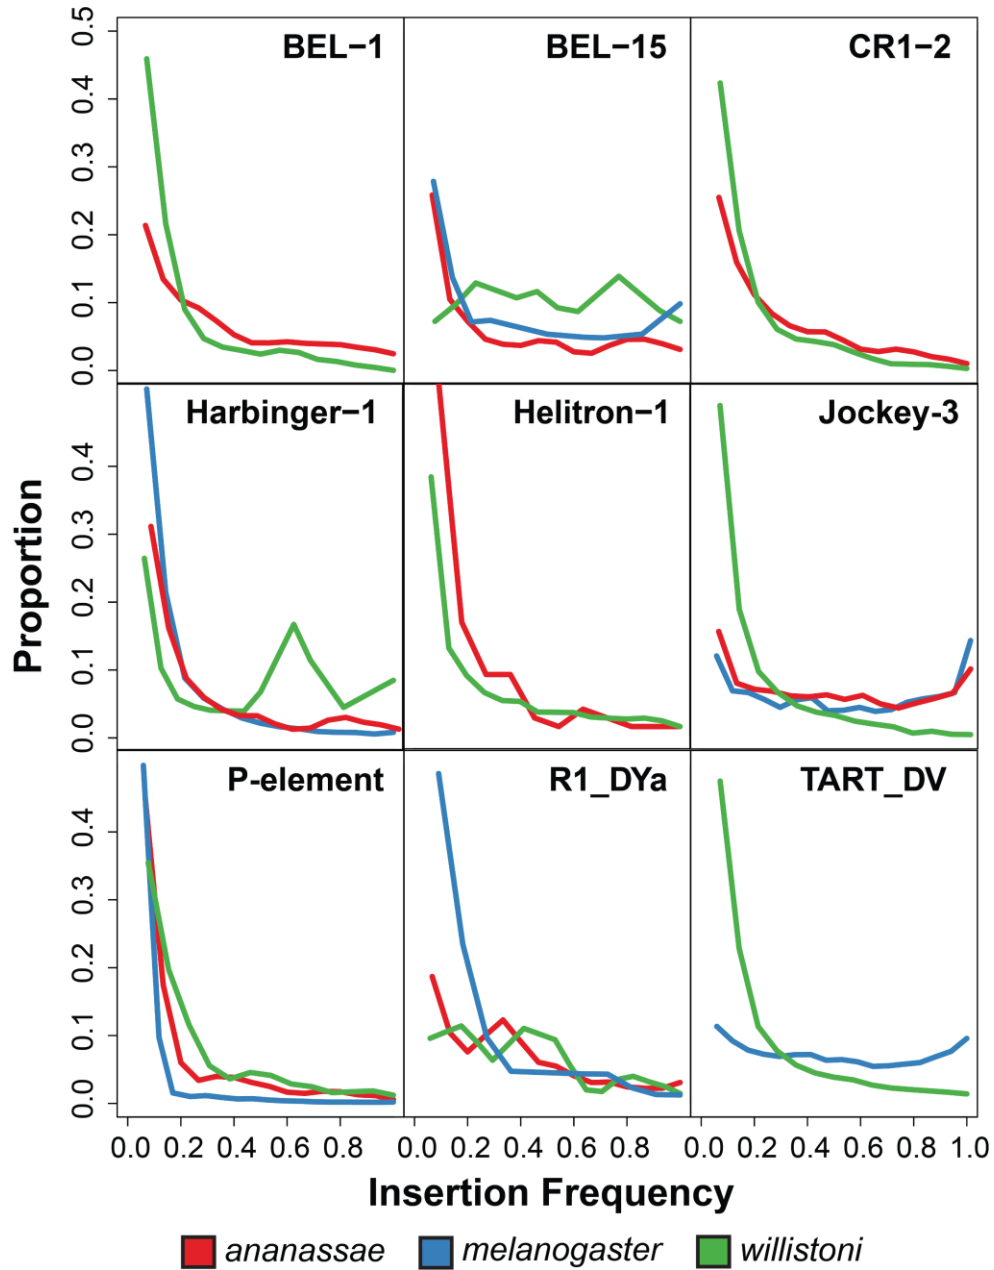 BEL−1
BEL−15
CR1−2
0.5
0.4
0.3
0.2
0.1
0.0
Harbinger−1
Helitron−1
Jockey-3
0.4
0.3
0.2
0.1
0.0
P-element
R1_DYa
TART_DV
0.4
0.3
0.2
0.1
0.0
Proportion
0.0 0.2 0.4 0.6 0.8 0.0 0.2 0.4 0.6 0.8 0.0 0.2 0.4 0.6 0.8 1.0
Insertion Frequency
ananassae melanogaster willistoni